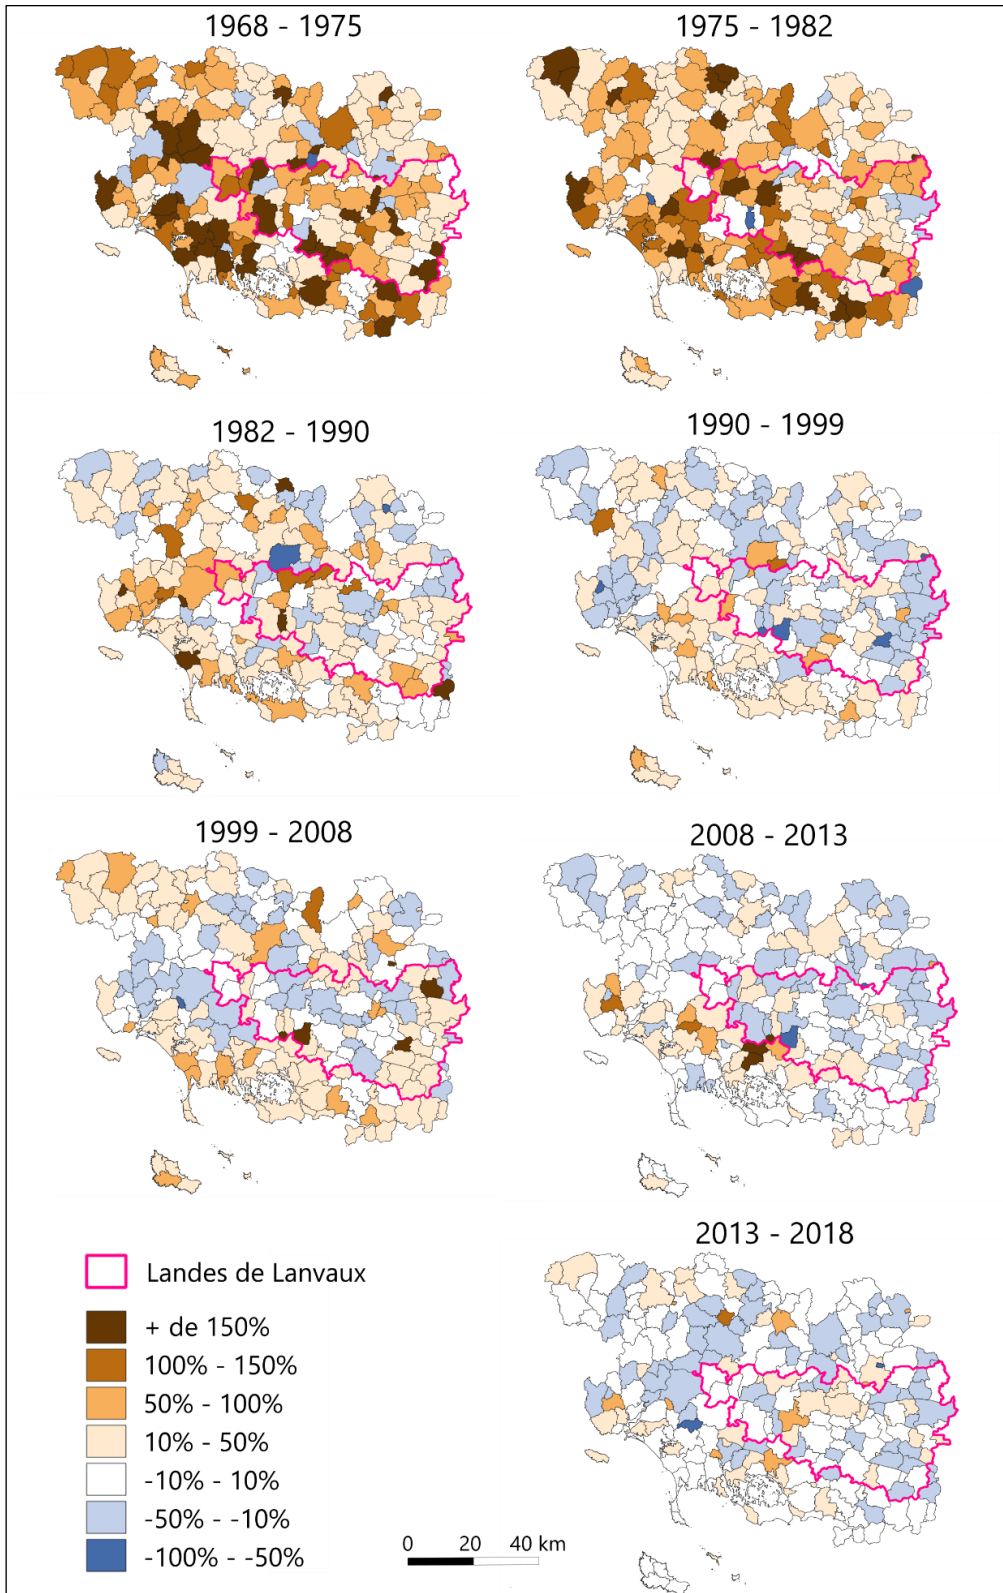 1968 - 1975
1975 - 1982
1982 - 1990
1990 - 1999
1999 - 2008
2008 - 2013
2013 - 2018
Landes de Lanvaux
+ de 150%
100% - 150%
50% - 100%
10% - 50%
-10% - 10%
-50% - -10%
-100% - -50%
0 20 40 km